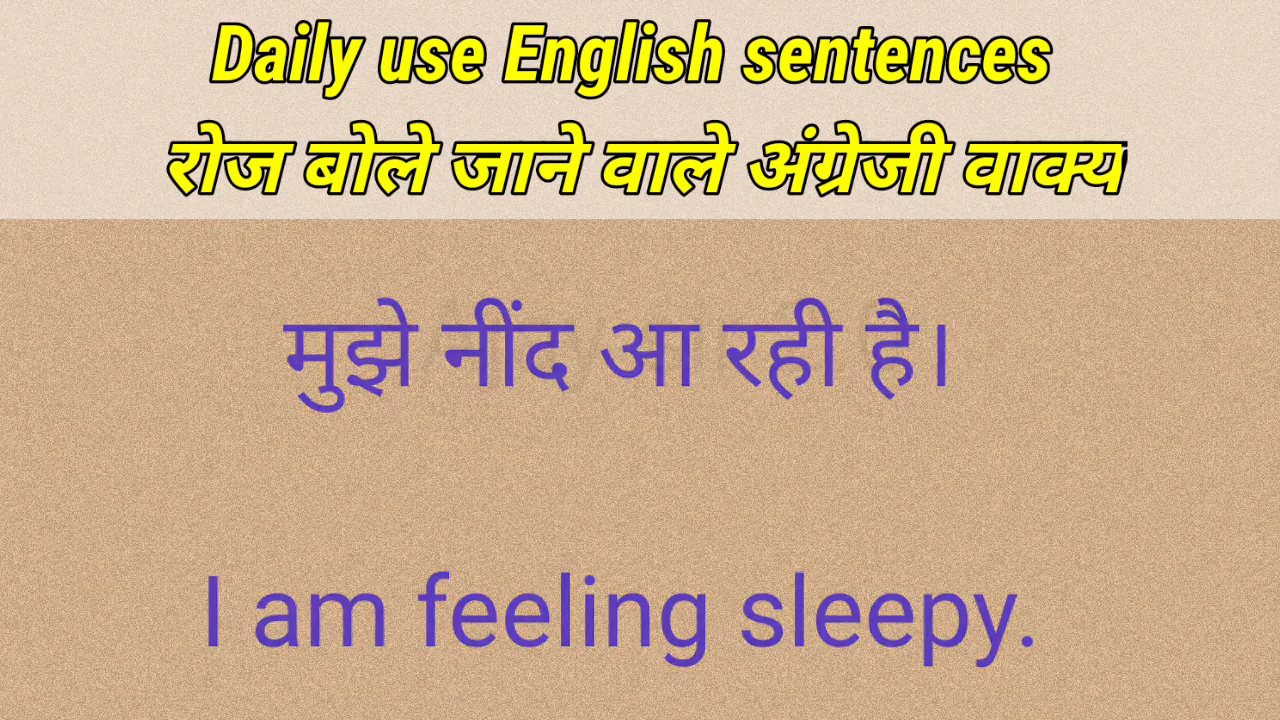 Daily use English sentences
रोज बोले जाने वाले अंग्रेजी वाक्य
मुझे नींद आ रही है।
I am feeling sleepy.